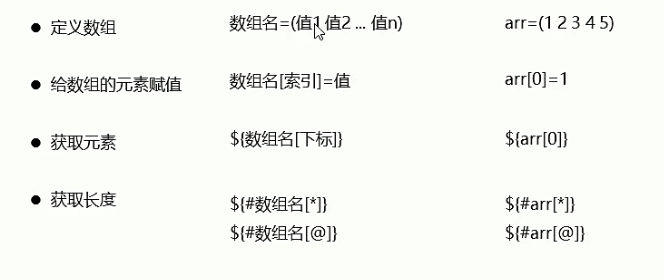 ● 定义数组 数组名=(值1 值2 ... 值n) arr=(1 2 3 4 5)
● 给数组的元素赋值 数组名[索引]=值 arr[0]=1
● 获取元素 ${数组名[下标]} ${arr[0]}
● 获取长度 ${#数组名[*]} ${#arr[*]}
${#数组名[@]} ${#arr[@]}